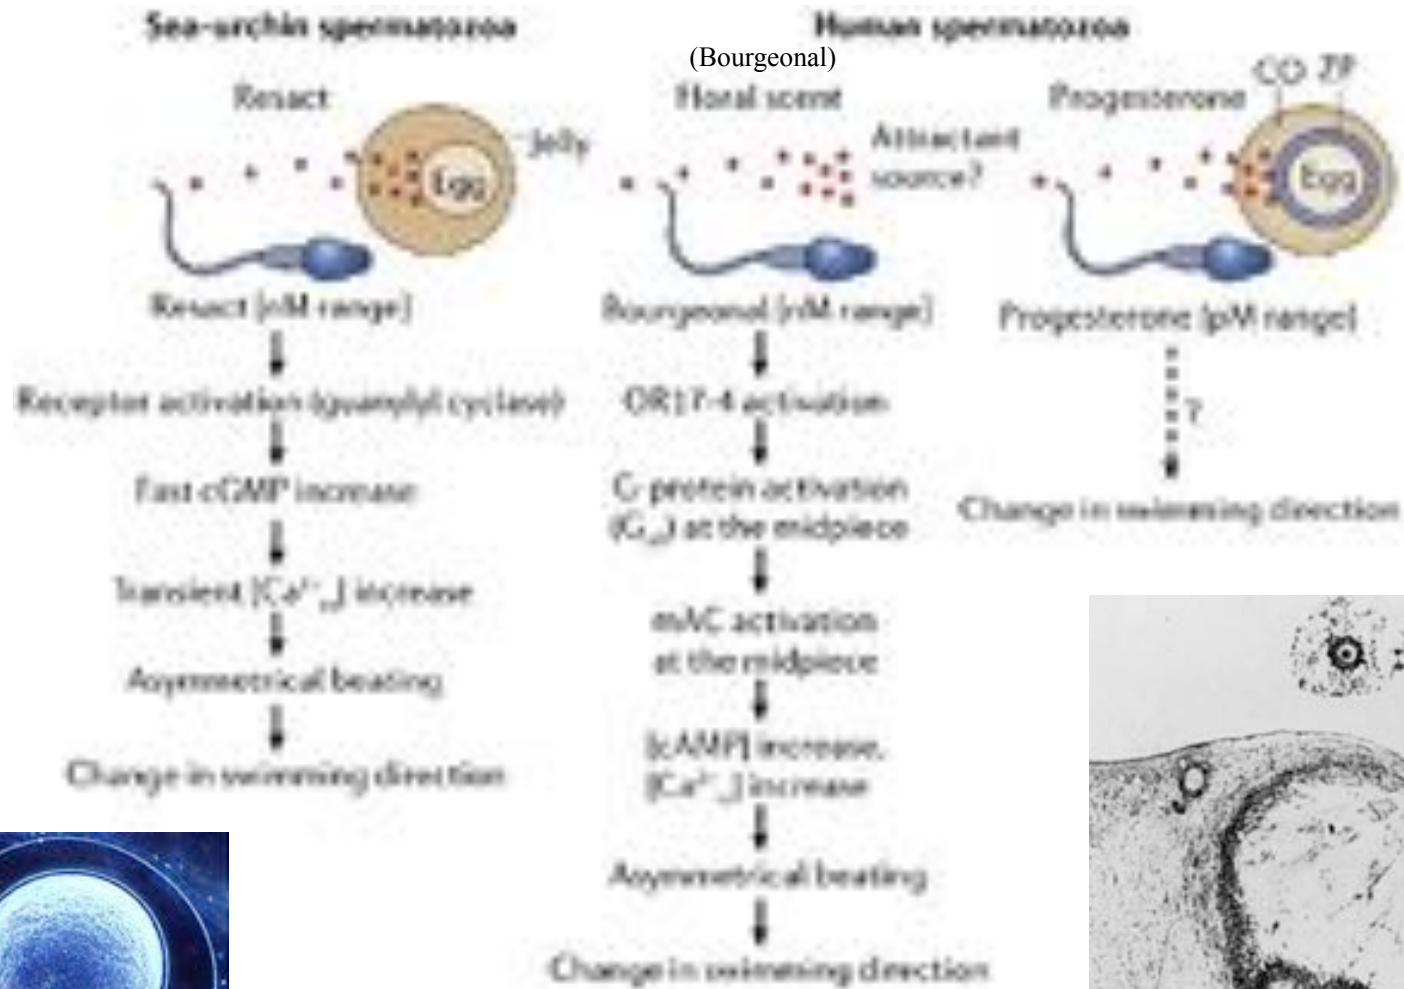 Sea-urchin spermatozoa
Resact
Jelly
Egg
Resact (nM range)
Receptor activation (guanylyl cyclase)
Fast cGMP increase
Transient [Ca²⁺] increase
Asymmetrical beating
Change in swimming direction
Human spermatozoa
(Bourgeonal)
Floral scent
Attractant
source?
Bourgeonal (nM range)
OR17-4 activation
G-protein activation
(G) at the midpiece
mAC activation
at the midpiece
[cAMP] increase,
[Ca²⁺] increase
Asymmetrical beating
Change in swimming direction
Progesterone
CO ZP
Egg
Progesterone (pM range)
?
Change in swimming direction